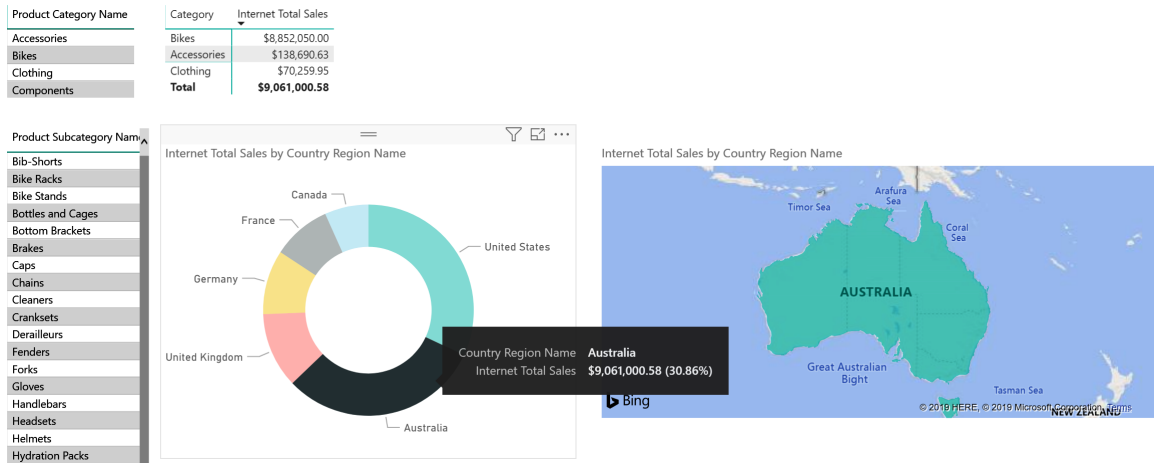 Product Category Name
Accessories
Bikes
Clothing
Components
Category Internet Total Sales
Bikes $8,852,050.00
Accessories $138,690.63
Clothing $70,259.95
Total $9,061,000.58
Product Subcategory Name
Bib-Shorts
Bike Racks
Bike Stands
Bottles and Cages
Bottom Brackets
Brakes
Caps
Chains
Cleaners
Cranksets
Derailleurs
Fenders
Forks
Gloves
Handlebars
Headsets
Helmets
Hydration Packs
Internet Total Sales by Country Region Name
Canada
France
United States
Germany
United Kingdom
Australia
Country Region Name Australia
Internet Total Sales $9,061,000.58 (30.86%)
Internet Total Sales by Country Region Name
Arafura
Sea
Timor Sea
Coral
Sea
AUSTRALIA
Great Australian
Bight
Tasman Sea
Bing
© 2019 HERE, © 2019 Microsoft Corporation Terms
NEW ZEALAND